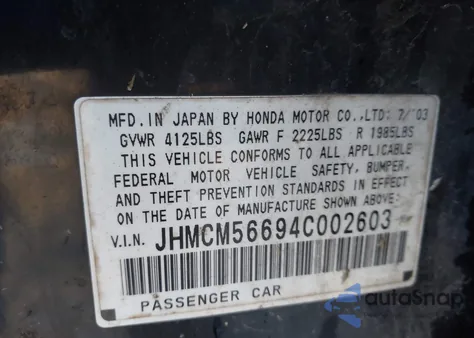 MFD. IN JAPAN BY HONDA MOTOR CO.,LTD: 7/'03
GVWR 4125LBS GAWR F 2225LBS R 1985LBS
THIS VEHICLE CONFORMS TO ALL APPLICABLE
FEDERAL MOTOR VEHICLE SAFETY, BUMPER,
AND THEFT PREVENTION STANDARDS IN EFFECT
ON THE DATE OF MANUFACTURE SHOWN ABOVE:
V.I.N. JHMCM56694C002603
PASSENGER CAR
autoSnap